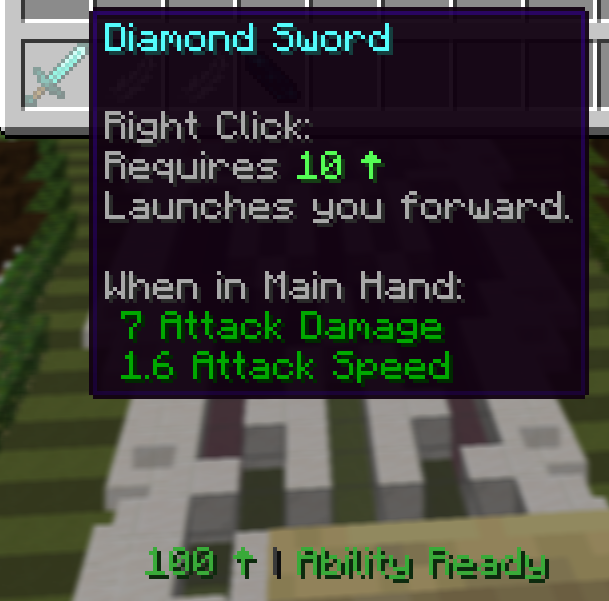 Diamond Sword
Right Click:
Requires 10 ↑
Launches you forward.
When in Main Hand:
7 Attack Damage
1.6 Attack Speed
100 ↑ | Ability Ready